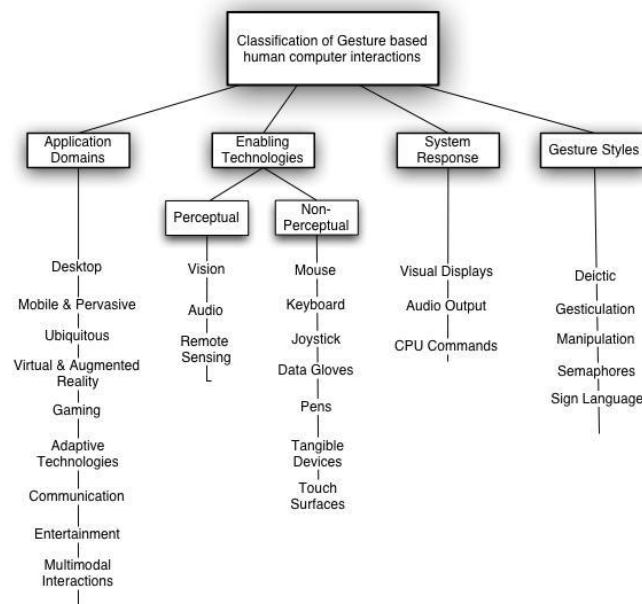 Classification of Gesture based
human computer interactions
Application
Domains
Enabling
Technologies
System
Response
Gesture Styles
Perceptual
Non-
Perceptual
Desktop
Mobile & Pervasive
Ubiquitous
Virtual & Augmented
Reality
Gaming
Adaptive
Technologies
Communication
Entertainment
Multimodal
Interactions
Vision
Audio
Remote
Sensing
Mouse
Keyboard
Joystick
Data Gloves
Pens
Tangible
Devices
Touch
Surfaces
Visual Displays
Audio Output
CPU Commands
Deictic
Gesticulation
Manipulation
Semaphores
Sign Language